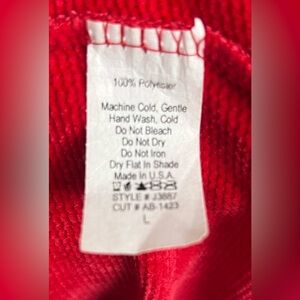 100% Polyester
Machine Cold, Gentle
Hand Wash, Cold
Do Not Bleach
Do Not Dry
Do Not Iron
Dry Flat In Shade
Made In U.S.A.
STYLE # J3887
CUT # AB-1423
L